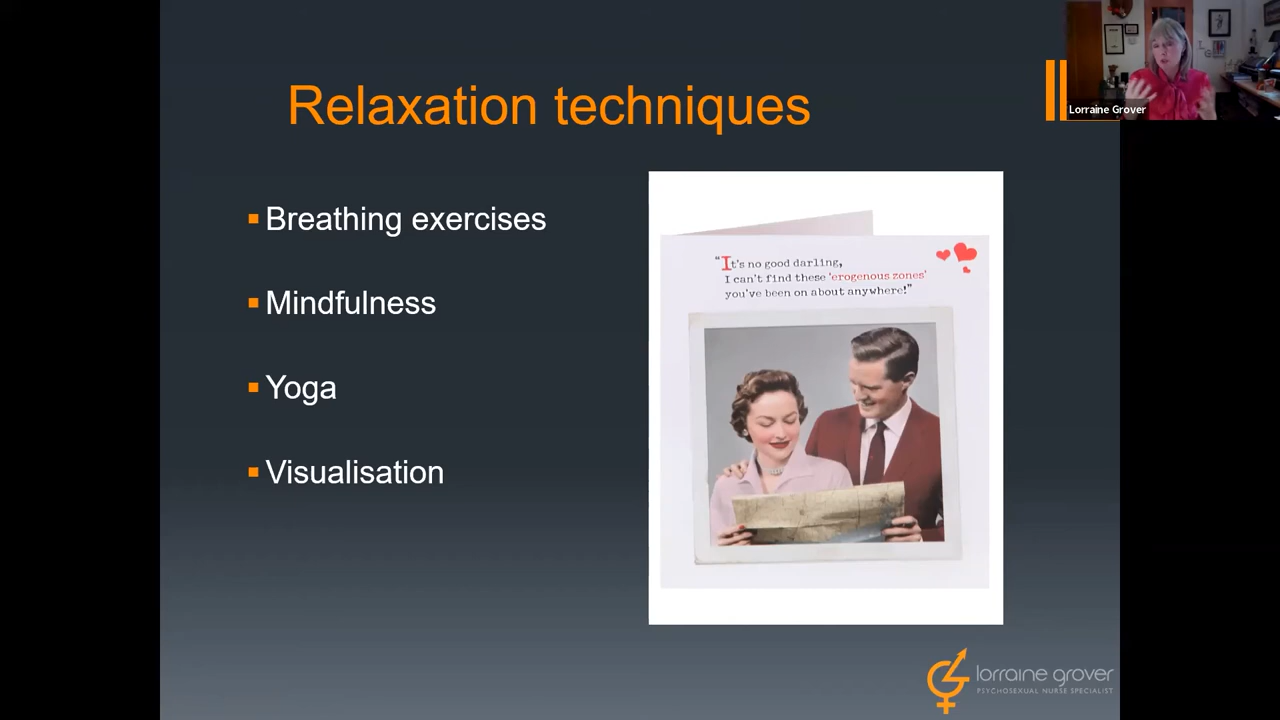 Relaxation techniques
Lorraine Grover
Breathing exercises
Mindfulness
Yoga
Visualisation
"It's no good darling,
I can't find these 'erogenous zones'
you've been on about anywhere!"
lorraine grover
PSYCHOSEXUAL NURSE SPECIALIST